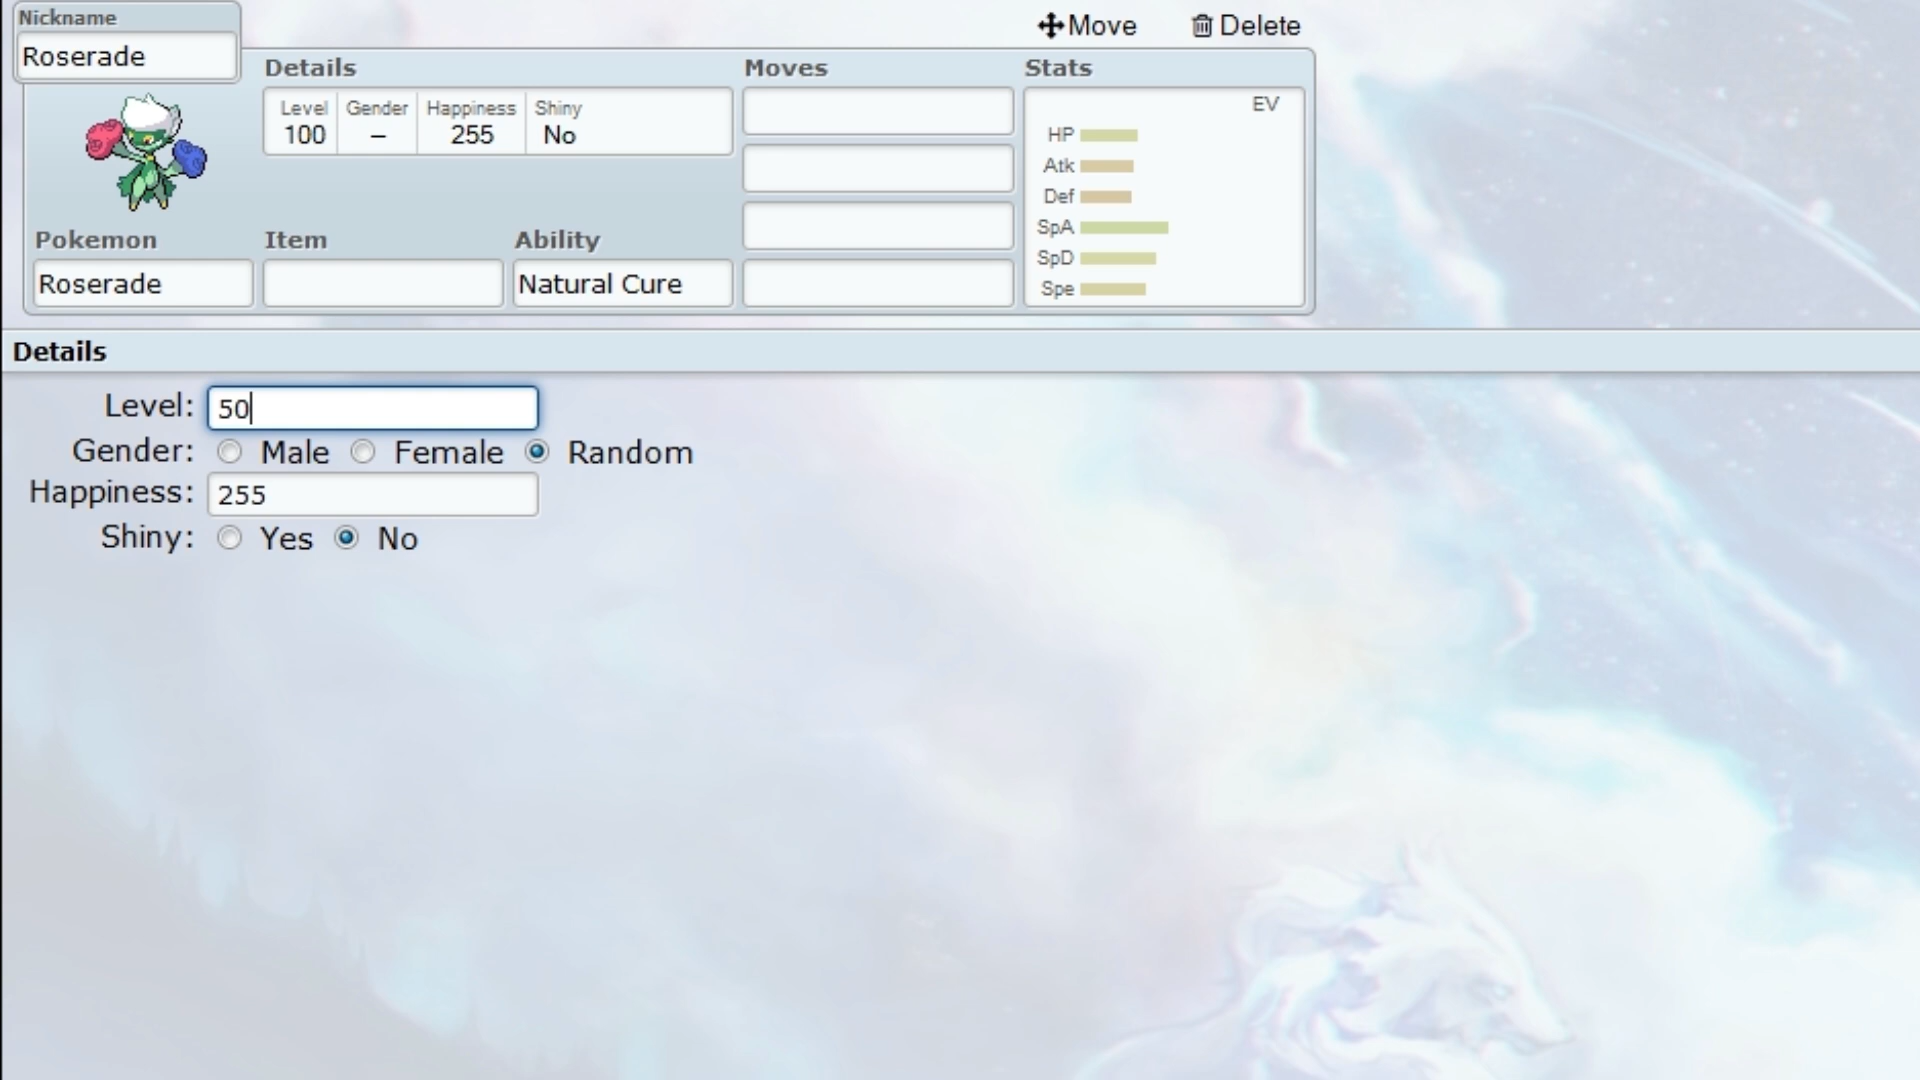 Nickname
Roserade
Move Delete
Details
Moves
Stats
Level Gender Happiness Shiny
100 – 255 No
EV
HP
Atk
Def
SpA
SpD
Spe
Pokemon Item Ability
Roserade
Natural Cure
Details
Level: 50
Gender: Male Female Random
Happiness: 255
Shiny: Yes No